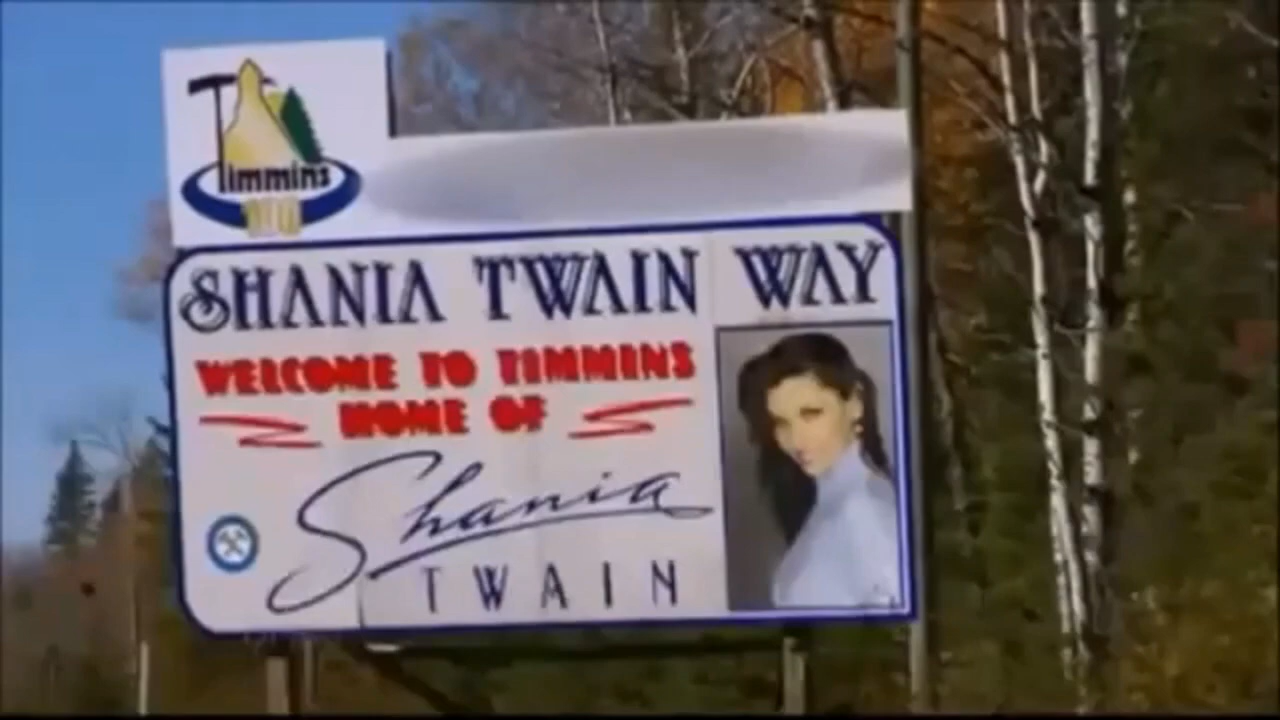 Timmins
SHANIA TWAIN WAY
WELCOME TO TIMMINS
HOME OF
Shania
TWAIN